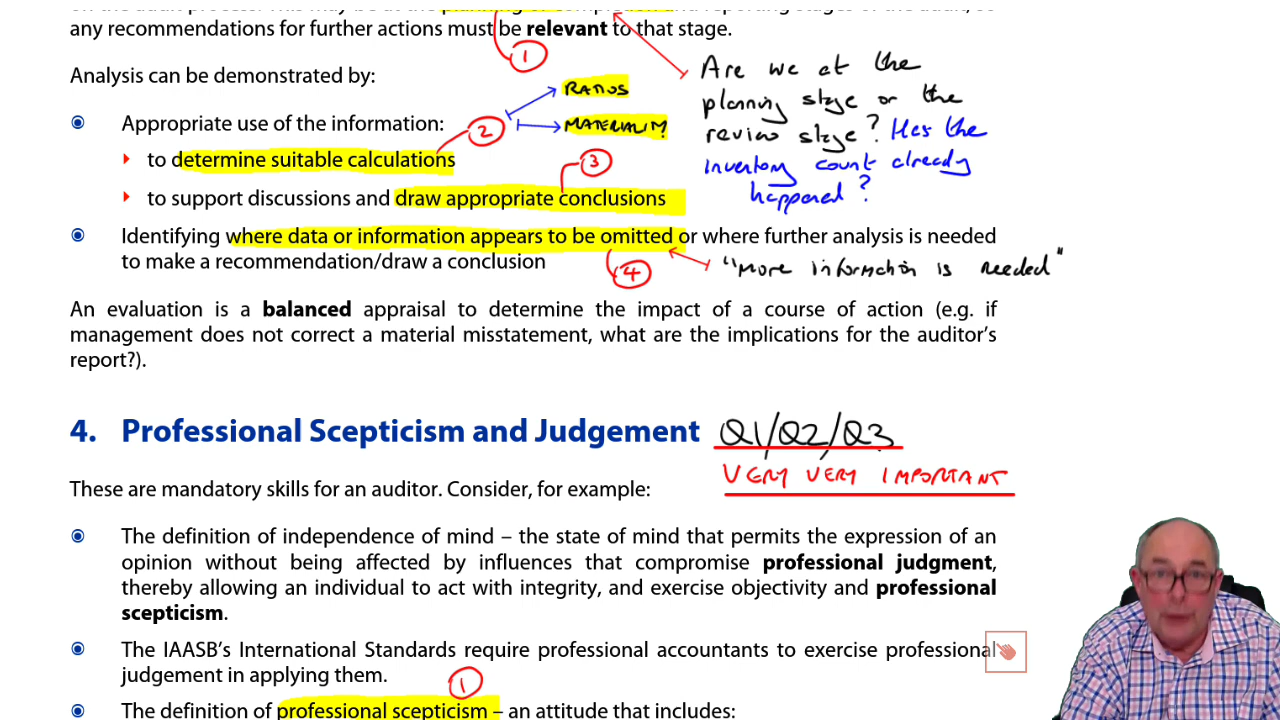 any recommendations for further actions must be relevant to that stage.
1
Are we at the
planning stage or the
review stage? Has the
inventory count already
happened?
Analysis can be demonstrated by:
RATIOS
Appropriate use of the information:
2
MATERIALITY
to determine suitable calculations
3
to support discussions and draw appropriate conclusions
Identifying where data or information appears to be omitted or where further analysis is needed
to make a recommendation/draw a conclusion
4
"More information is needed"
An evaluation is a balanced appraisal to determine the impact of a course of action (e.g. if
management does not correct a material misstatement, what are the implications for the auditor's
report?).
4. Professional Scepticism and Judgement
Q1/Q2/Q3
VERY VERY IMPORTANT
These are mandatory skills for an auditor. Consider, for example:
The definition of independence of mind – the state of mind that permits the expression of an
opinion without being affected by influences that compromise professional judgment,
thereby allowing an individual to act with integrity, and exercise objectivity and professional
scepticism.
The IAASB's International Standards require professional accountants to exercise professional
judgement in applying them.
1
The definition of professional scepticism – an attitude that includes: